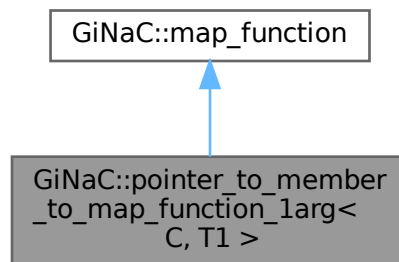 GiNaC::map_function
GiNaC::pointer_to_member
_to_map_function_1arg<
C, T1 >